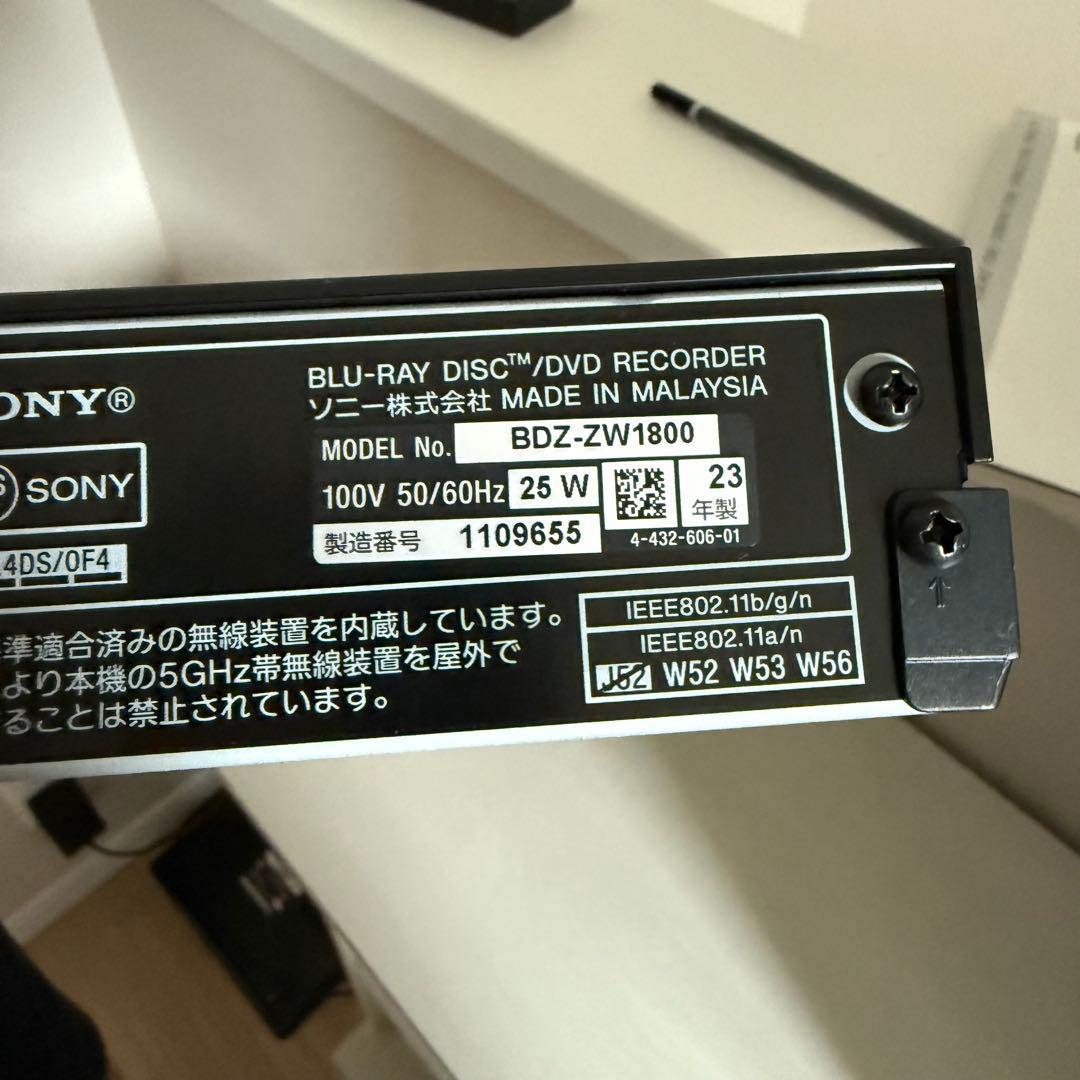 SONY®
BLU-RAY DISC™/DVD RECORDER
ソニー株式会社 MADE IN MALAYSIA
MODEL No. BDZ-ZW1800
100V 50/60Hz 25 W
23
年製
製造番号 1109655
4-432-606-01
SONY
4DS/0F4
準適合済みの無線装置を内蔵しています。
より本機の5GHz帯無線装置を屋外で
ることは禁止されています。
IEEE802.11b/g/n
IEEE802.11a/n
J52 W52 W53 W56